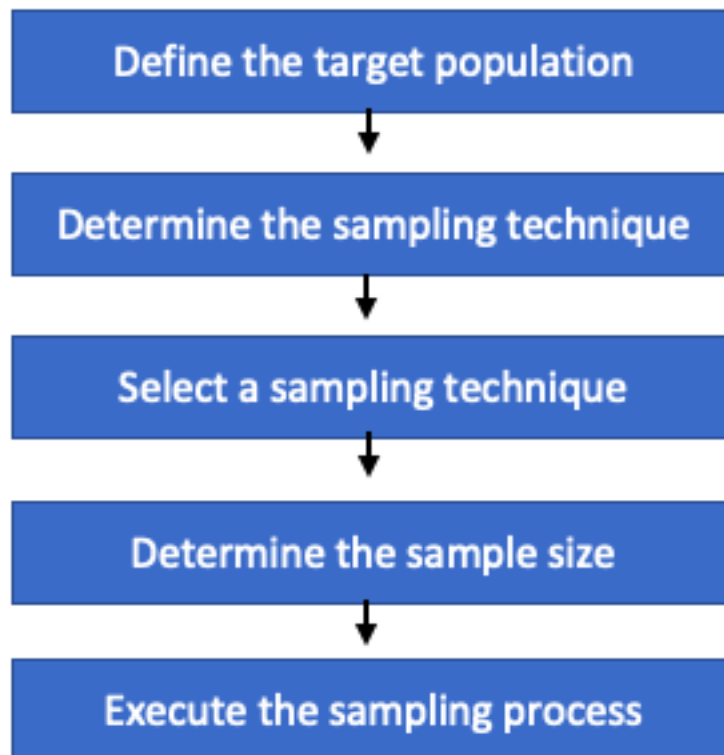 Define the target population
Determine the sampling technique
Select a sampling technique
Determine the sample size
Execute the sampling process